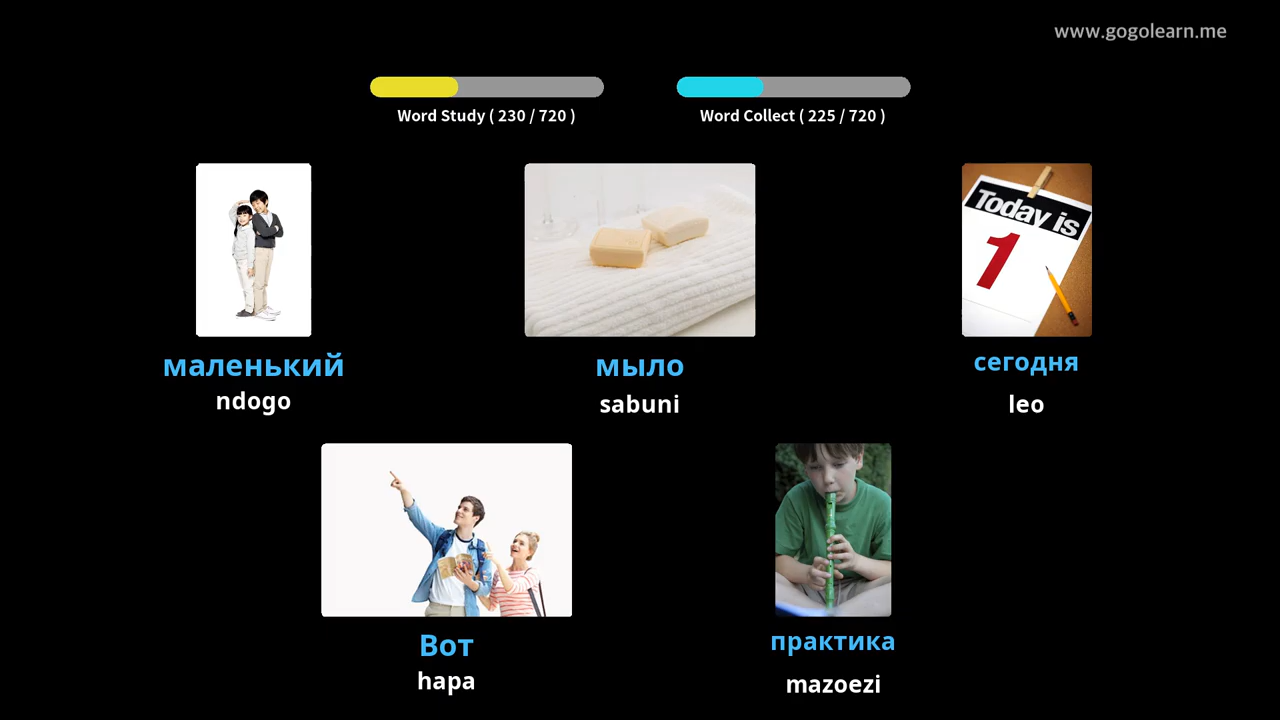 www.gogolearn.me
Word Study ( 230 / 720 )
Word Collect ( 225 / 720 )
Today is
1
маленький
ndogo
мыло
sabuni
сегодня
leo
Вот
hapa
практика
mazoezi